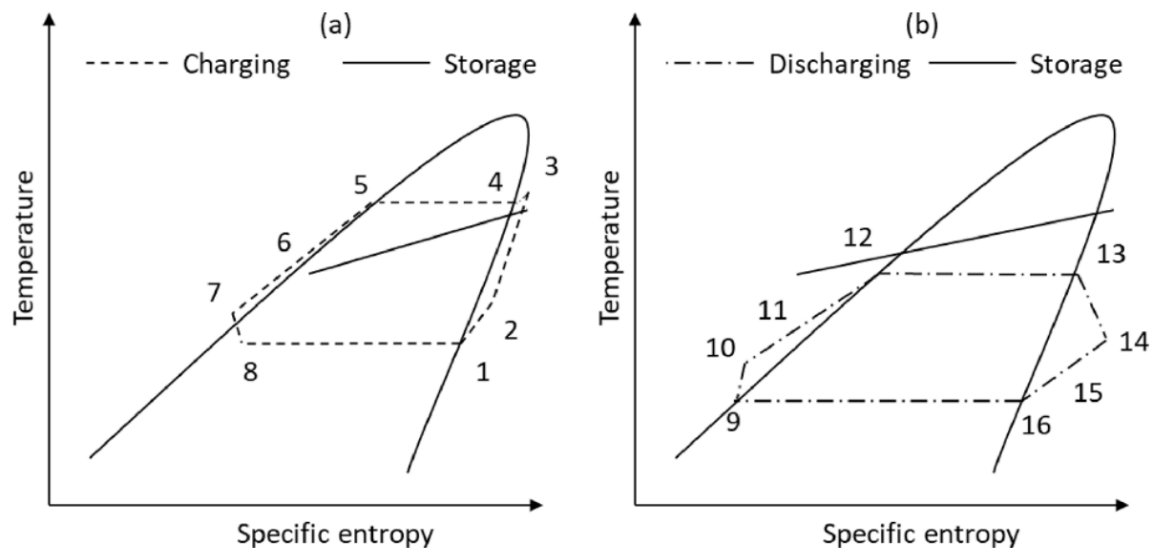 (a)
Charging Storage
3
5 4
6
7
2
8 1
Temperature
Specific entropy
(b)
Discharging Storage
12
13
11
10 14
15
9 16
Temperature
Specific entropy